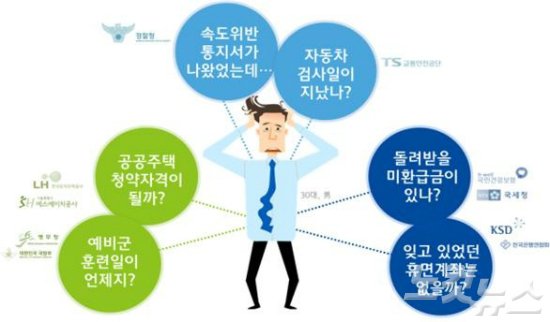 경찰청
속도위반
통지서가
나왔었는데…
자동차
검사일이
지났나?
TS 교통안전공단
공공주택
청약자격이
될까?
LH 한국토지주택공사
SH 에스에이치공사
돌려받을
미환급금이
있나?
국민건강보험
국세청
30대, 男
예비군
훈련일이
언제지?
병무청
대한민국 국방부
잊고 있었던
휴면계좌는
없을까?
KSD
전국은행연합회
노컷뉴스